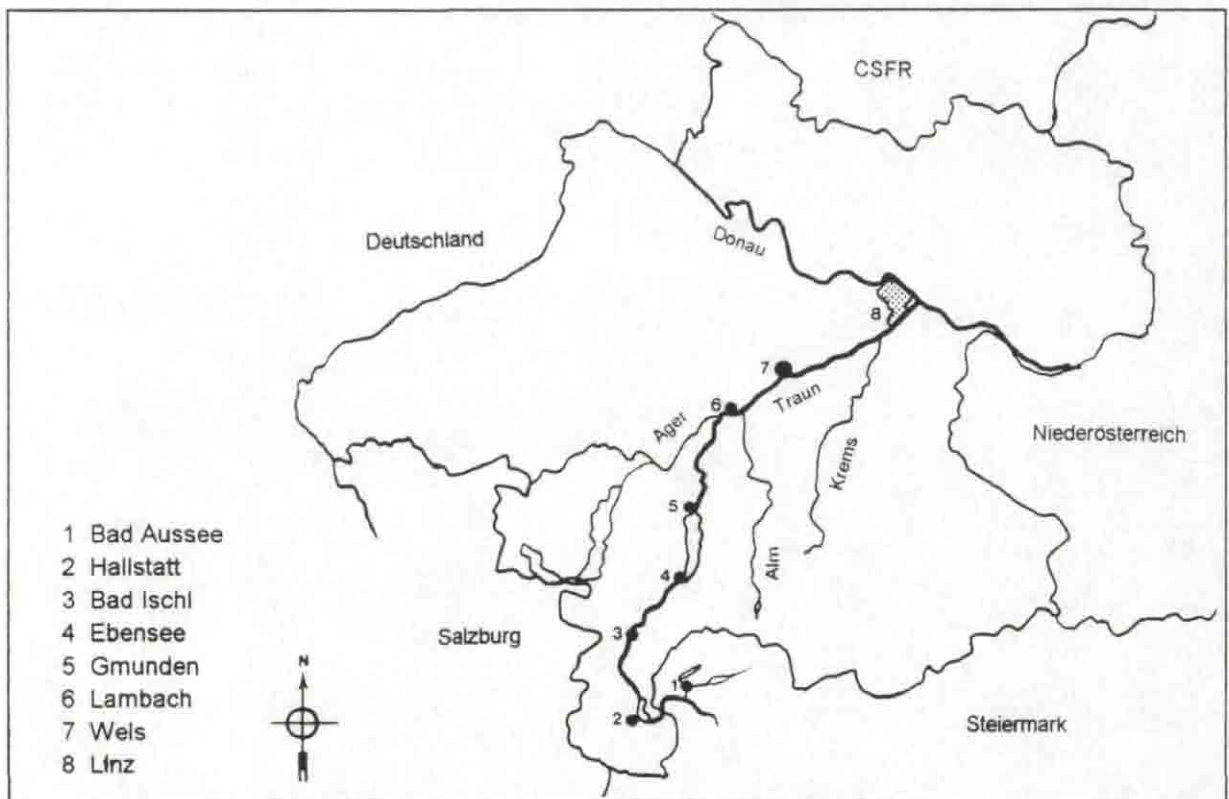 CSFR
Deutschland
Donau
8
7
Traun
6
Ager
Niederösterreich
Krems
5
Alm
4
Salzburg
3
1
2
Steiermark
1 Bad Aussee
2 Hallstatt
3 Bad Ischl
4 Ebensee
5 Gmunden
6 Lambach
7 Wels
8 Linz
N